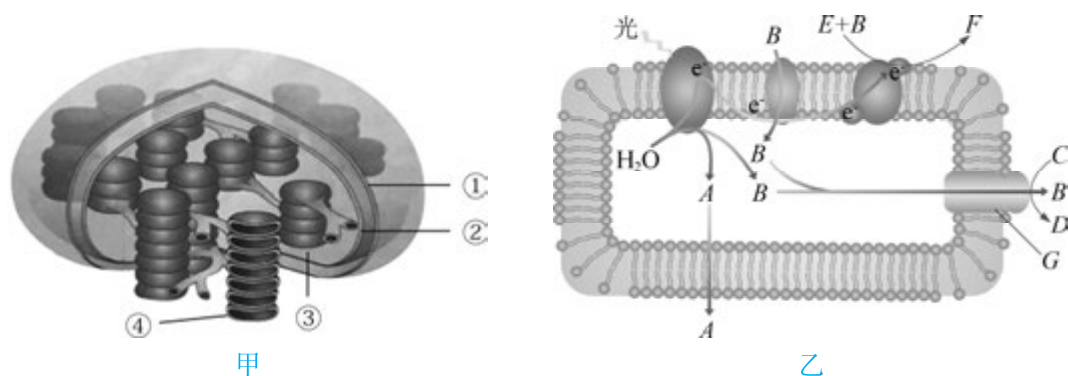 ①
②
③
④
甲
光
B
E+B
F
e⁻
e⁻
e⁻
e⁻
H₂O
B
A
B
C
B
D
G
A
乙